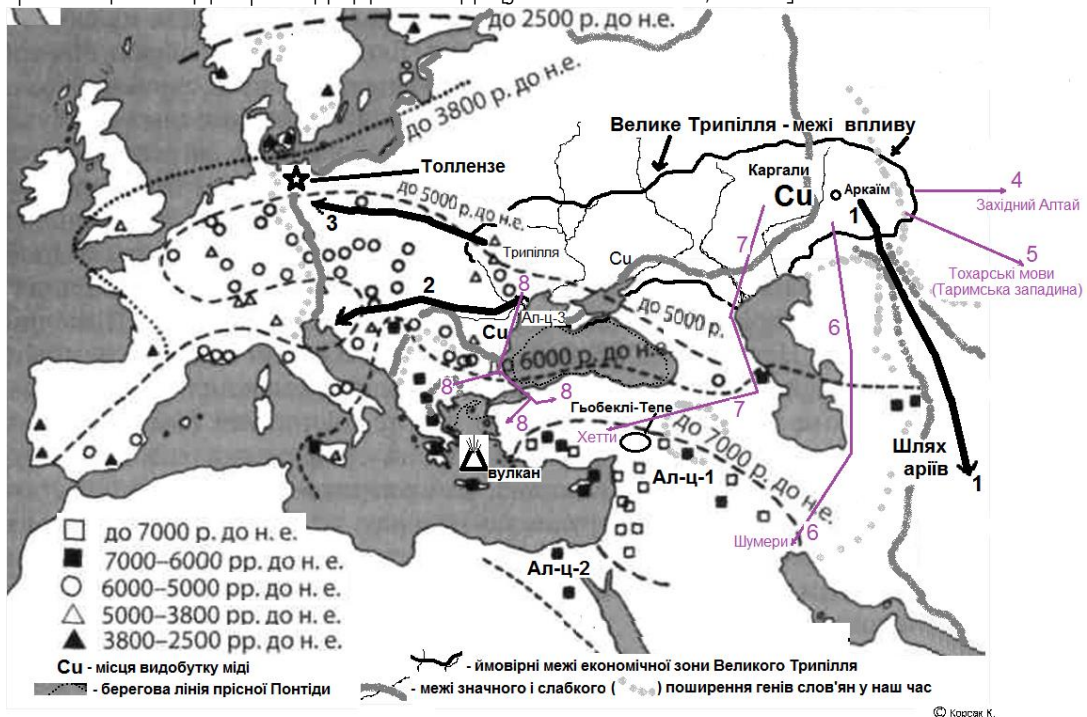 до 2500 р. до н.е.
до 3800 р. до н.е.
Велике Трипілля - межі впливу
Каргали
Толлензе
Cu
Аркаїм
4
Західний Алтай
до 5000 р. до н.е.
1
3
7
5
Трипілля
Cu
Тохарські мови
(Таримська западина)
8
2
Ал-ц-3
до 5000 р.
6
Cu
6000 р. до н.е.
8
8
Гьобеклі-Тепе
7
8
Хетти
до 7000 р. до н.е.
Шлях
аріїв
вулкан
Ал-ц-1
1
6
Шумери
Ал-ц-2
до 7000 р. до н. е.
7000–6000 рр. до н. е.
6000–5000 рр. до н. е.
5000–3800 рр. до н. е.
3800–2500 рр. до н. е.
Cu - місця видобутку міді
- ймовірні межі економічної зони Великого Трипілля
- берегова лінія прісної Понтіди
- межі значного і слабкого ( ) поширення генів слов'ян у наш час
© Корсак К.